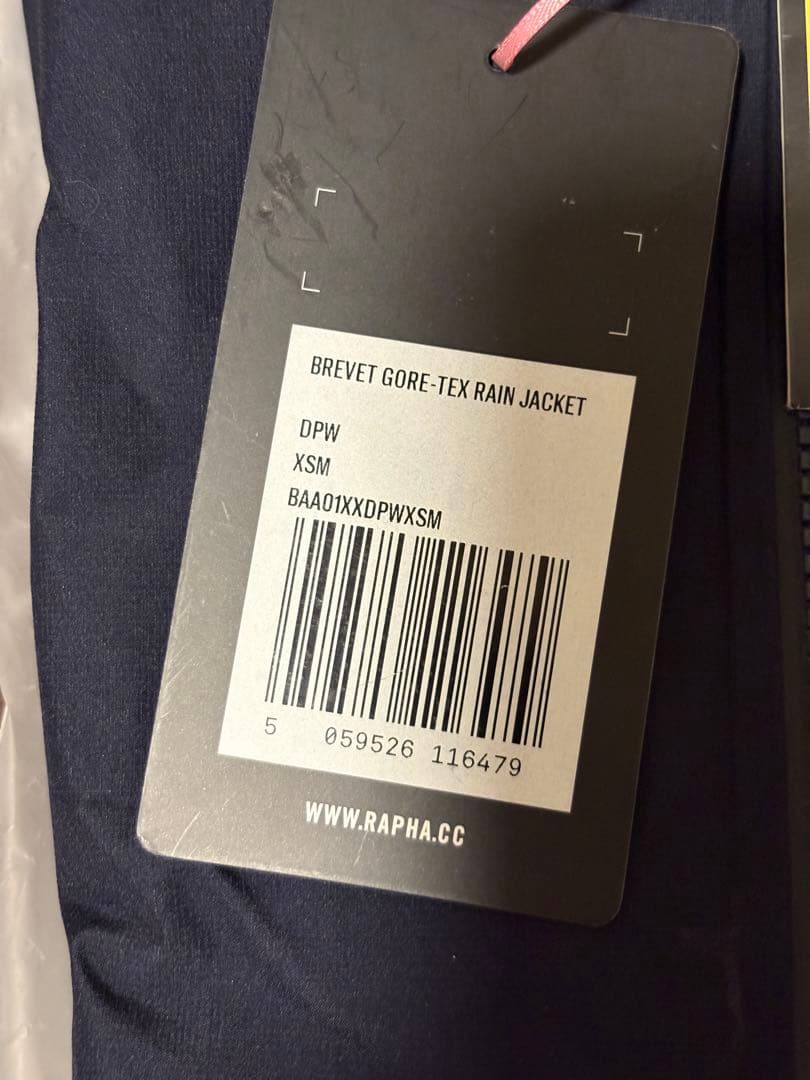 BREVET GORE-TEX RAIN JACKET
DPW
XSM
BAA01XXDPWXSM
5 059526 116479
WWW.RAPHA.CC